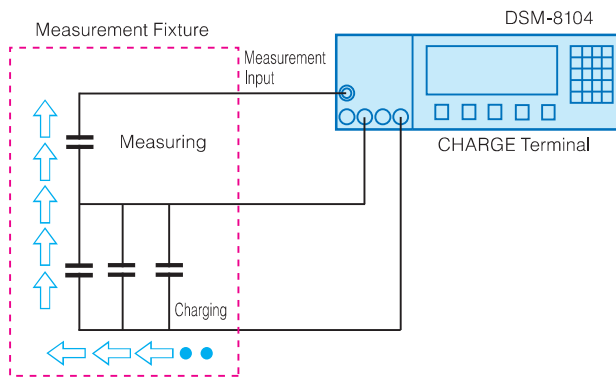 DSM-8104
Measurement Fixture
Measurement
Input
Measuring
CHARGE Terminal
Charging